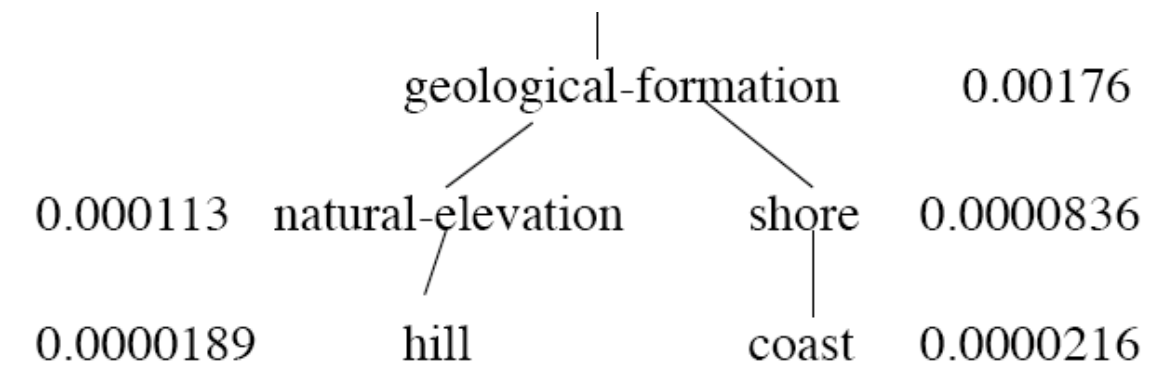 geological-formation 0.00176
0.000113 natural-elevation shore 0.0000836
0.0000189 hill coast 0.0000216